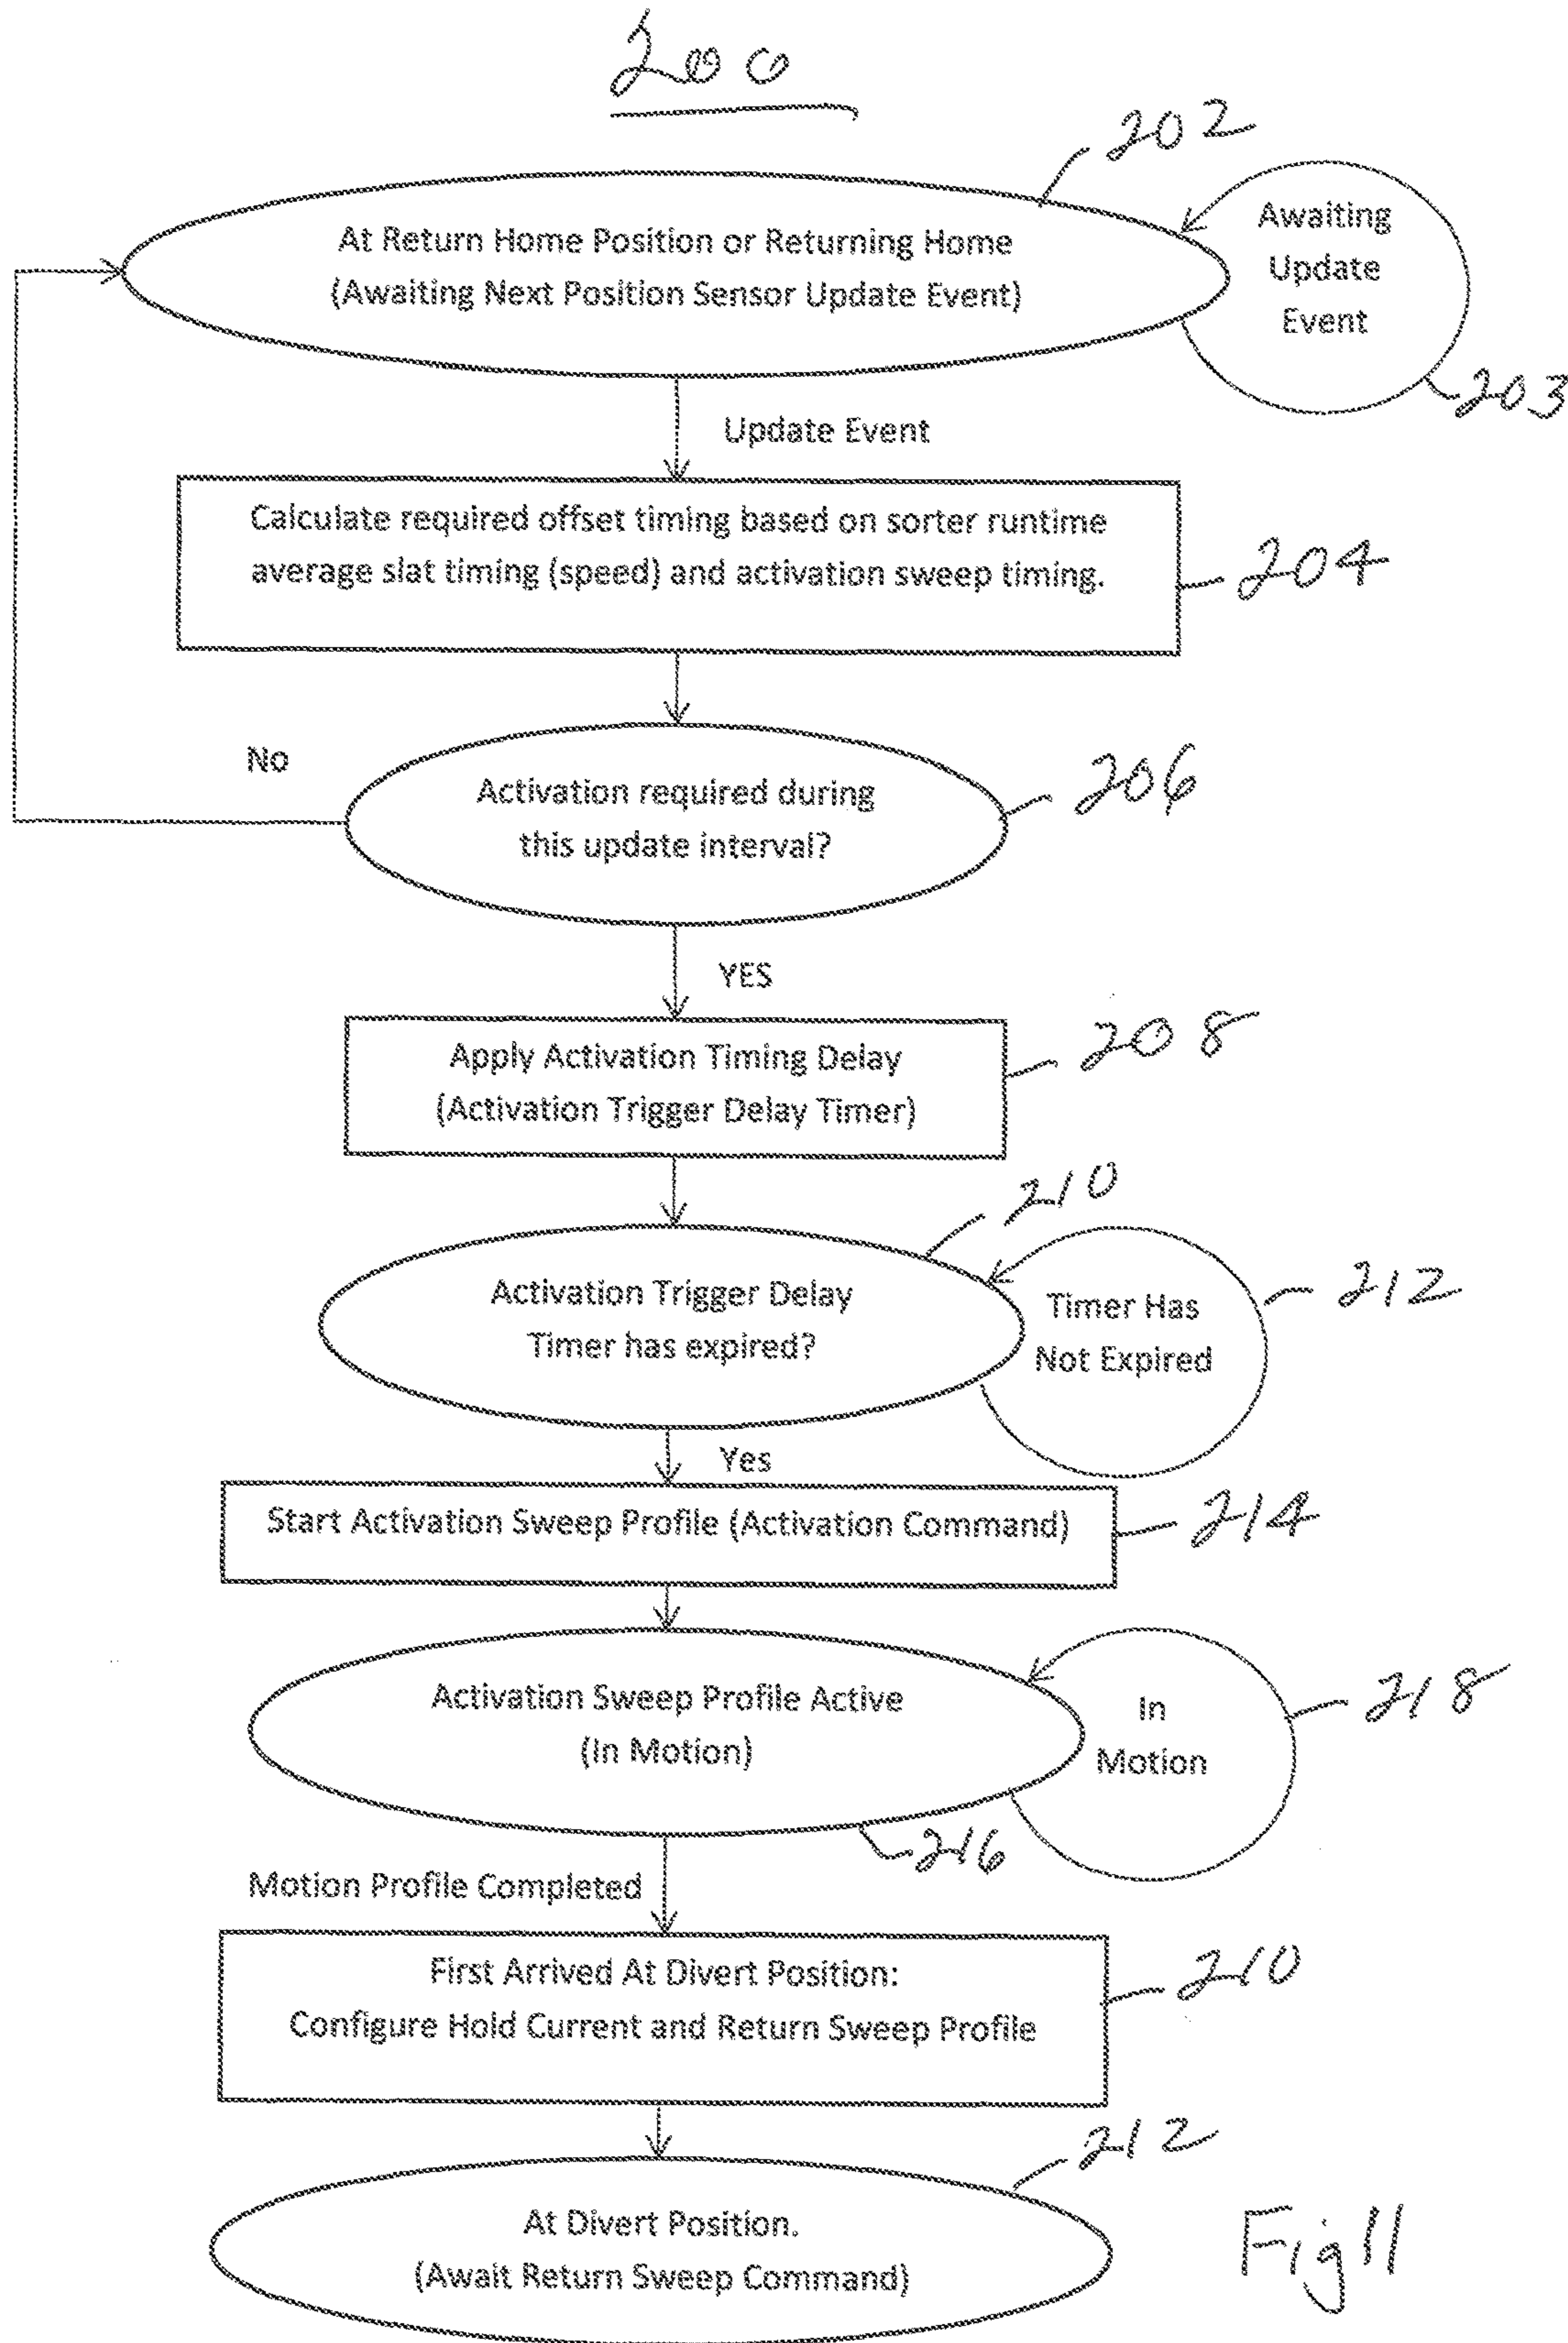 200
202
At Return Home Position or Returning Home
(Awaiting Next Position Sensor Update Event)
Awaiting
Update
Event
203
Update Event
Calculate required offset timing based on sorter runtime
average slat timing (speed) and activation sweep timing.
204
No
Activation required during
this update interval?
206
YES
Apply Activation Timing Delay
(Activation Trigger Delay Timer)
208
210
Activation Trigger Delay
Timer has expired?
Timer Has
Not Expired
212
Yes
Start Activation Sweep Profile (Activation Command)
214
Activation Sweep Profile Active
(In Motion)
In
Motion
218
216
Motion Profile Completed
First Arrived At Divert Position:
Configure Hold Current and Return Sweep Profile
210
212
At Divert Position.
(Await Return Sweep Command)
Fig 11